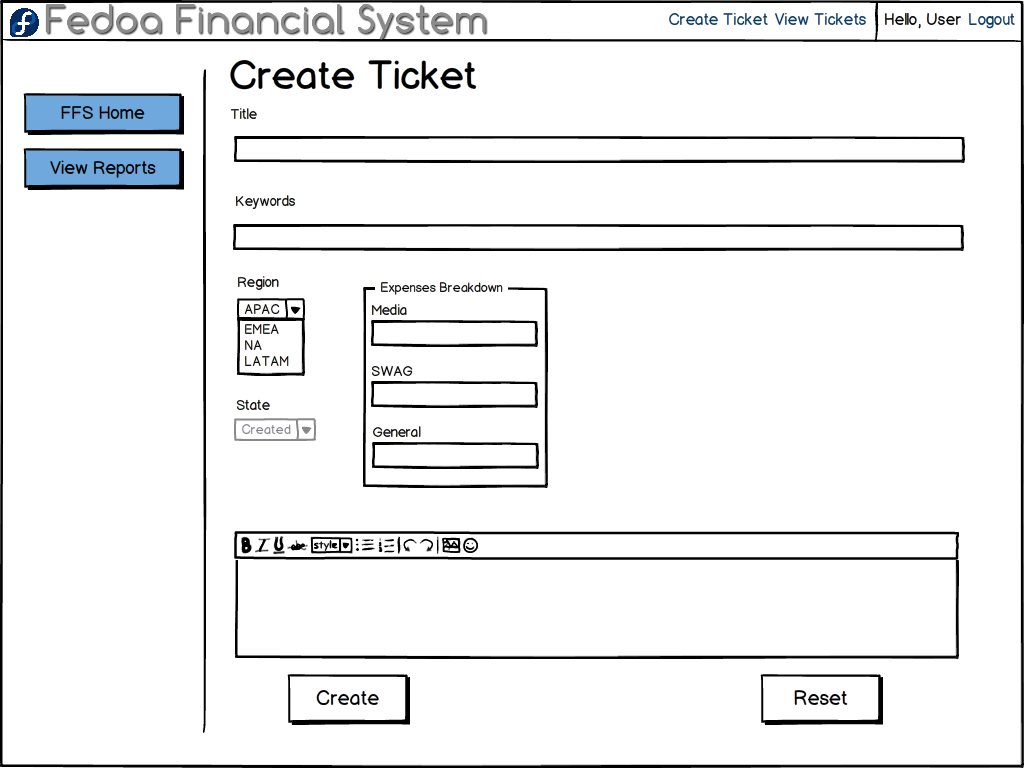 Fedoa Financial System
Create Ticket View Tickets
Hello, User Logout
FFS Home
View Reports
Create Ticket
Title
Keywords
Region
APAC
EMEA
NA
LATAM
State
Created
Expenses Breakdown
Media
SWAG
General
B I U abc style
Create
Reset